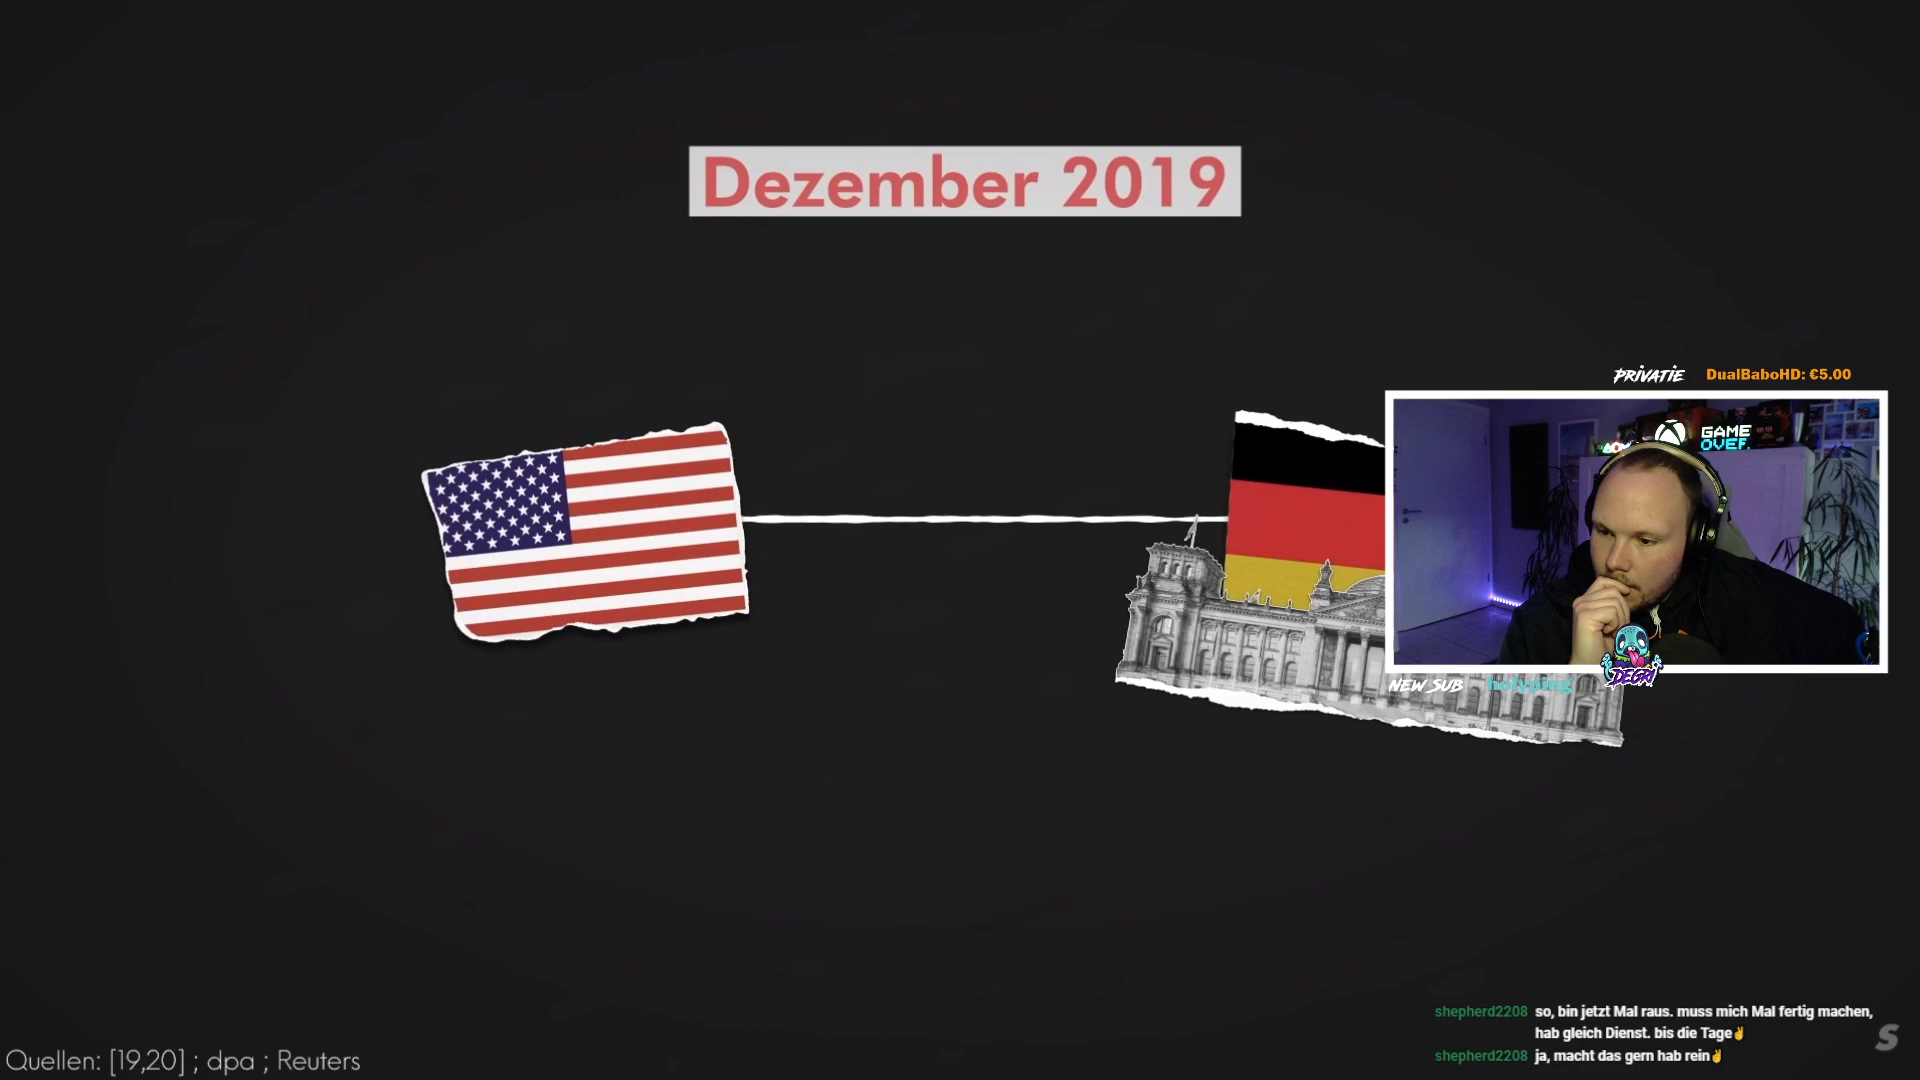 Dezember 2019
PRIVATIE DualBaboHD: €5.00
GAME
OVER
NEW SUB holyping
DEGRI
shepherd2208 so, bin jetzt Mal raus. muss mich Mal fertig machen,
hab gleich Dienst. bis die Tage✌
shepherd2208 ja, macht das gern hab rein✌
S
Quellen: [19,20] ; dpa ; Reuters